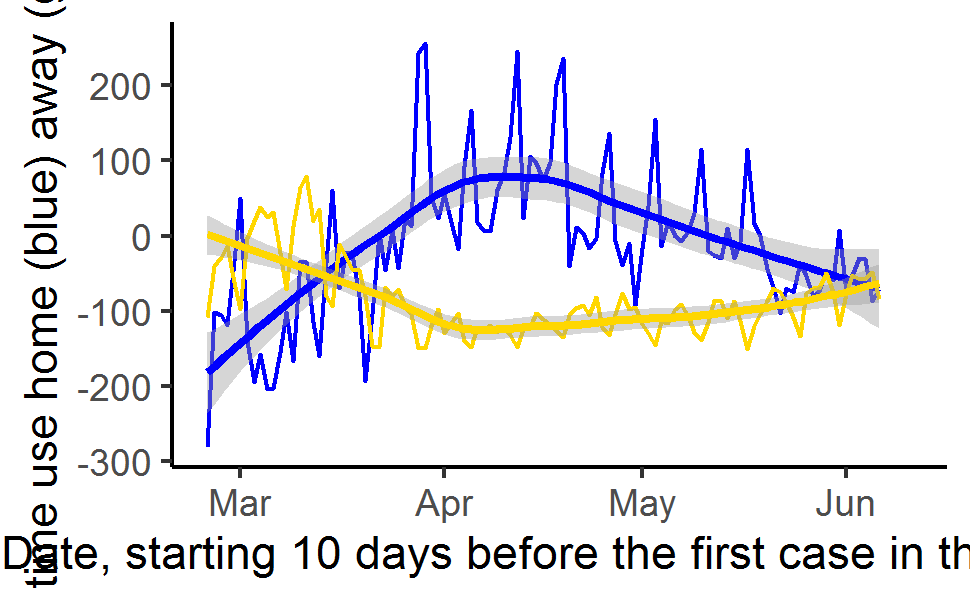 time use home (blue) away (g
200
100
0
-100
-200
-300
Mar Apr May Jun
Date, starting 10 days before the first case in th